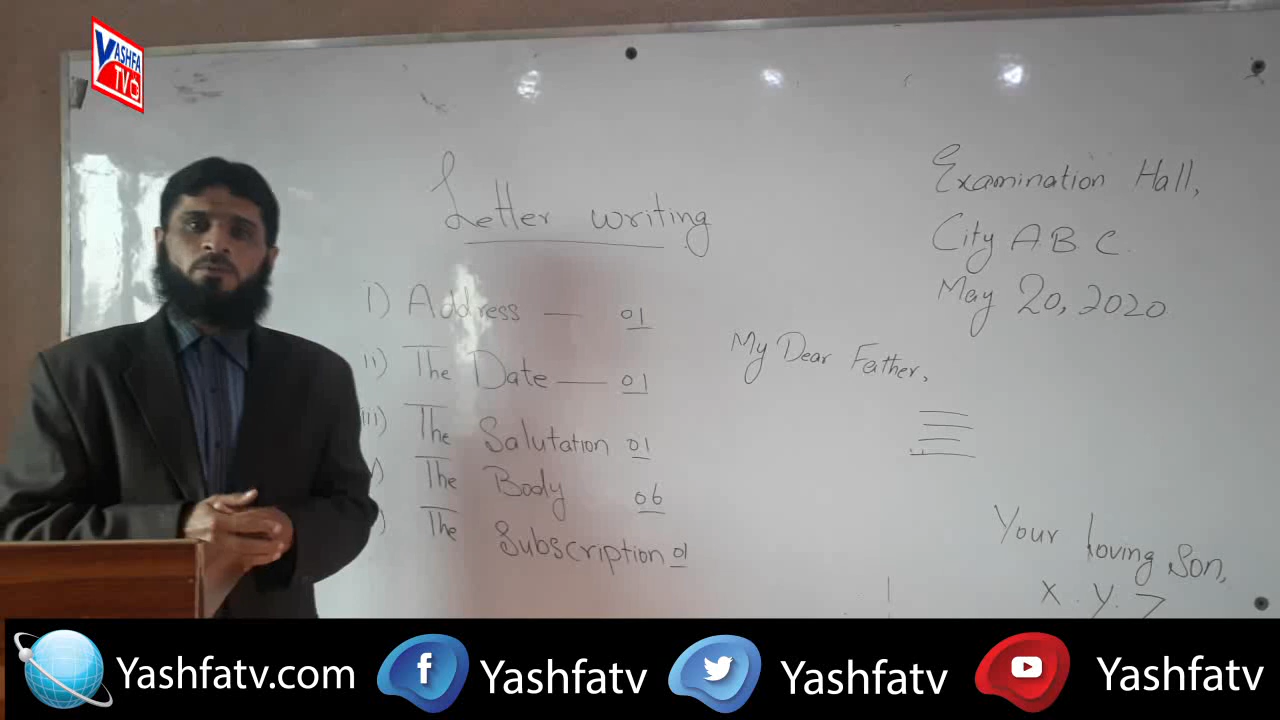 YASHFA
TV
Letter writing
i) Address — 01
ii) The Date — 01
iii) The Salutation 01
The Body 06
The Subscription 01
Examination Hall,
City A.B.C.
May 20, 2020
My Dear Father,
Your loving Son,
X.Y.Z
Yashfatv.com
Yashfatv
Yashfatv
Yashfatv